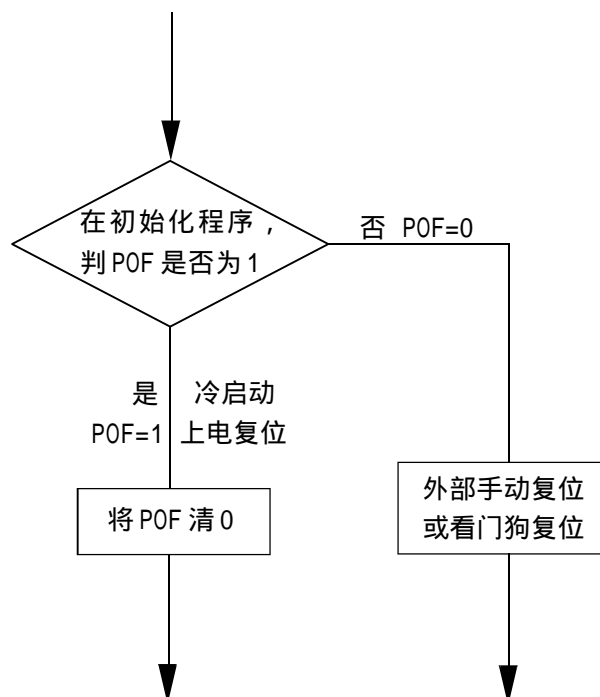 在初始化程序，
判POF是否为1
否 POF=0
是 冷启动
POF=1 上电复位
将POF清0
外部手动复位
或看门狗复位